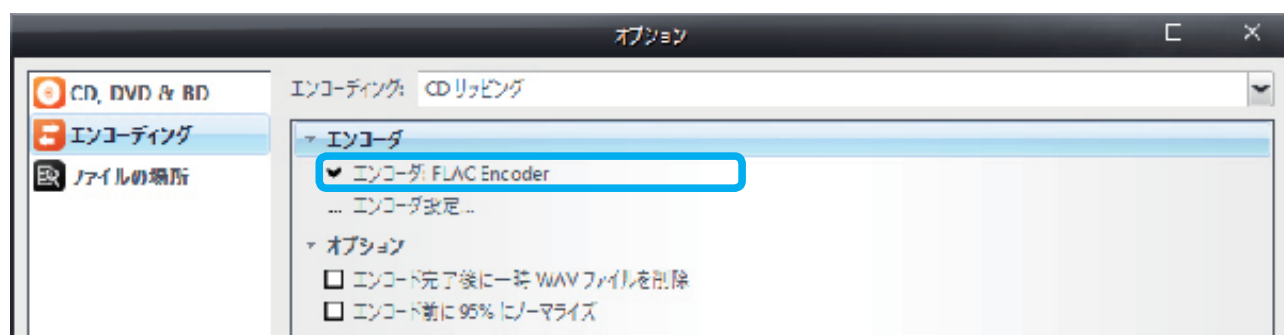 オプション
CD, DVD & BD
エンコーディング
ファイルの場所
エンコーディング: CD リッピング
エンコーダ
エンコーダ: FLAC Encoder
... エンコーダ設定...
オプション
エンコード完了後に一時 WAV ファイルを削除
エンコード前に 95% にノーマライズ